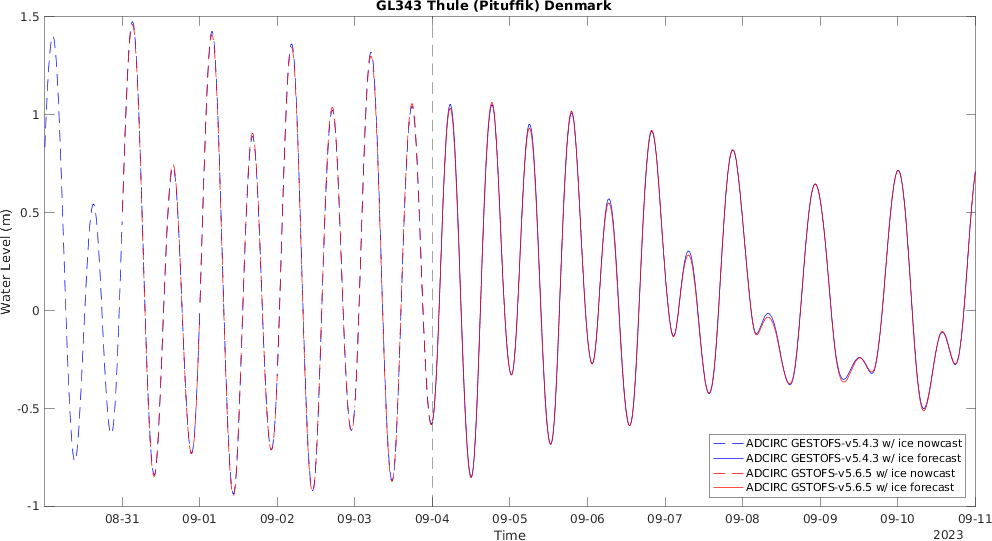 GL343 Thule (Pituffik) Denmark
1.5
1
0.5
0
-0.5
-1
Water Level (m)
08-31 09-01 09-02 09-03 09-04 09-05 09-06 09-07 09-08 09-09 09-10 09-11
Time
2023
ADCIRC GESTOFS-v5.4.3 w/ ice nowcast
ADCIRC GESTOFS-v5.4.3 w/ ice forecast
ADCIRC GSTOFS-v5.6.5 w/ ice nowcast
ADCIRC GSTOFS-v5.6.5 w/ ice forecast